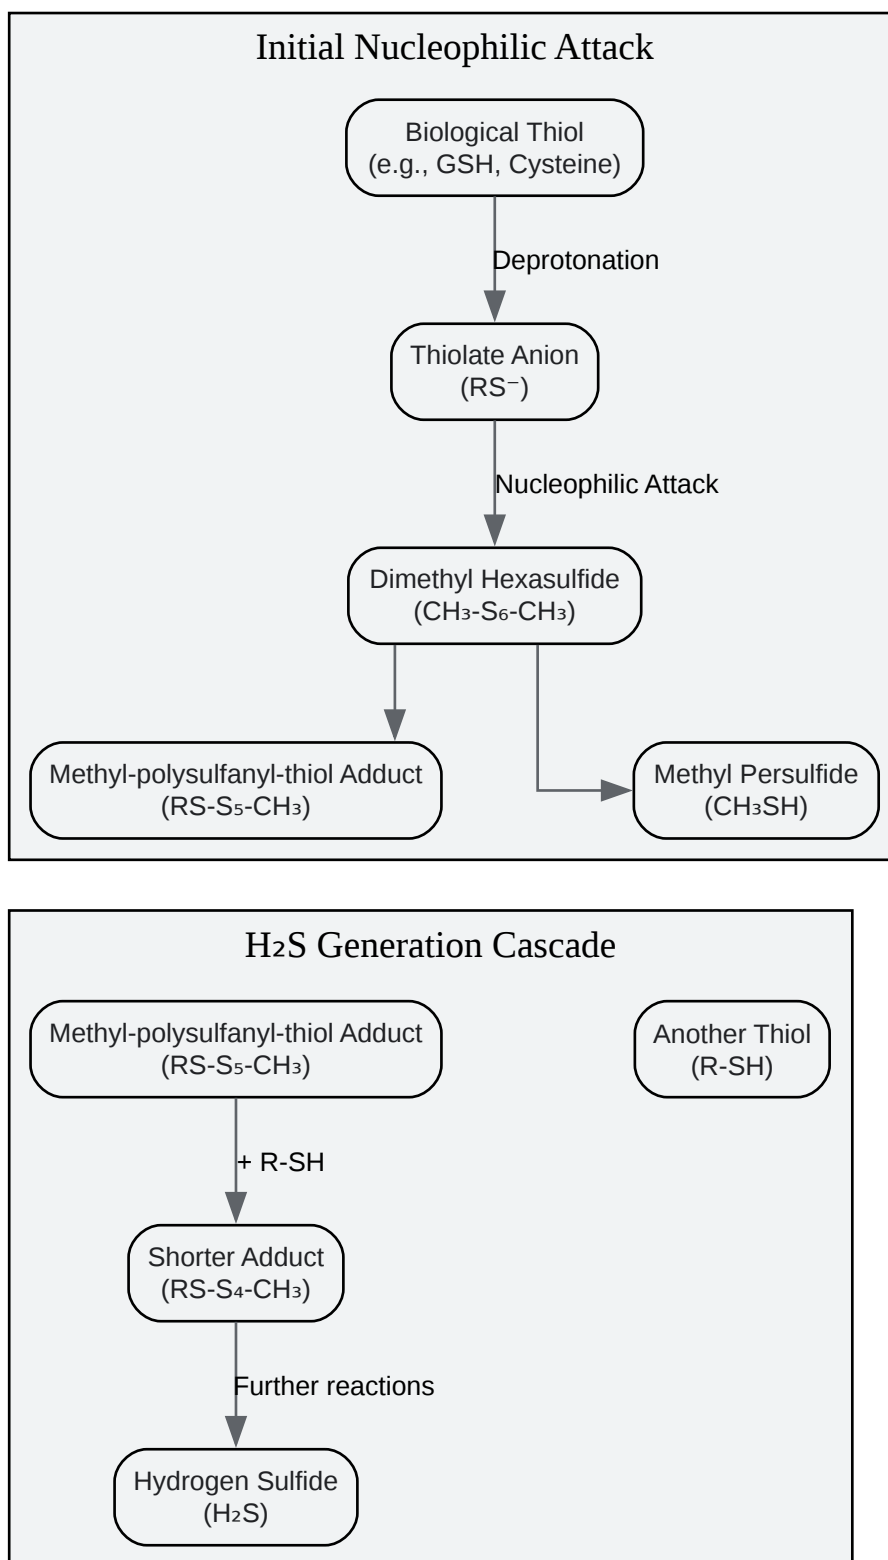 Initial Nucleophilic Attack
Biological Thiol
(e.g., GSH, Cysteine)
Deprotonation
Thiolate Anion
(RS⁻)
Nucleophilic Attack
Dimethyl Hexasulfide
(CH₃-S₆-CH₃)
Methyl-polysulfanyl-thiol Adduct
(RS-S₅-CH₃)
Methyl Persulfide
(CH₃SH)
H₂S Generation Cascade
Methyl-polysulfanyl-thiol Adduct
(RS-S₅-CH₃)
Another Thiol
(R-SH)
+ R-SH
Shorter Adduct
(RS-S₄-CH₃)
Further reactions
Hydrogen Sulfide
(H₂S)